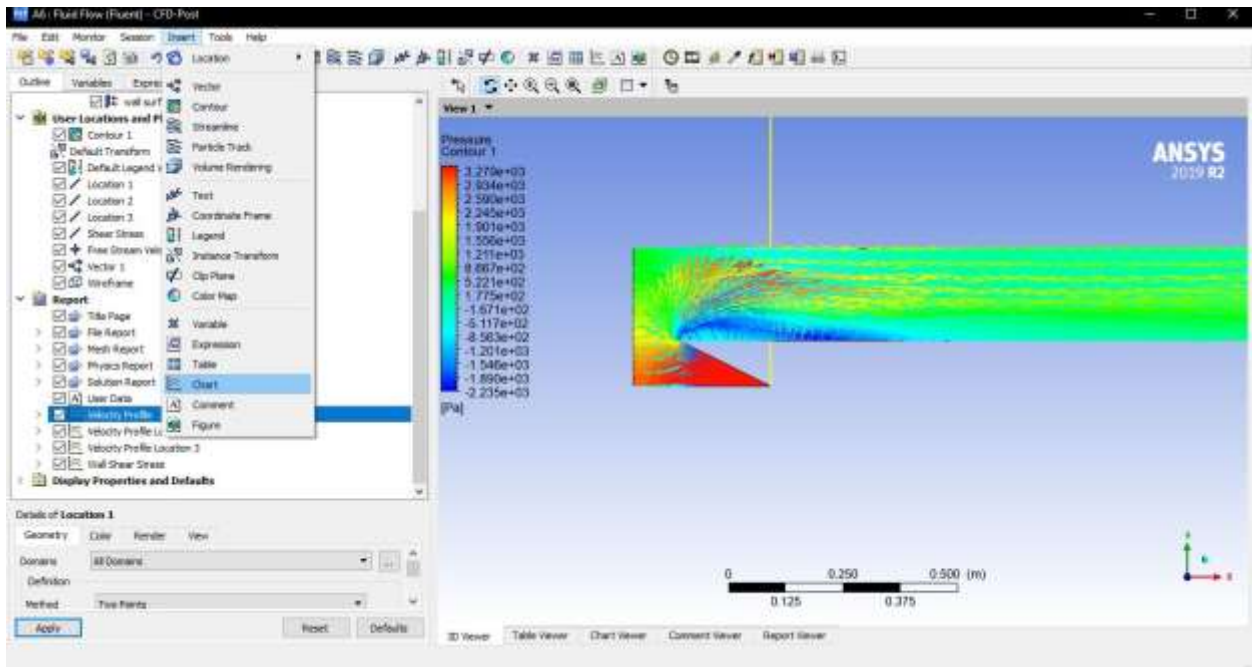 A6 : Fluid Flow (Fluent) - CFD-Post
File Edit Monitor Session Insert Tools Help
Location
Vector
Contour
Streamline
Particle Track
Volume Rendering
Text
Coordinate Frame
Legend
Instance Transform
Clip Plane
Color Map
Variable
Expression
Table
Chart
Comment
Figure
Outline Variables
User Locations and
Contour 1
Default Transform
Default Legend
Location 1
Location 2
Location 3
Shear Stress
Free Stream
Vector 1
Wireframe
Report
Title Page
File Report
Mesh Report
Physics Report
Solution Report
User Data
Velocity Profile
Velocity Profile
Velocity Profile Location 3
Wall Shear Stress
Display Properties and Defaults
Details of Location 1
Geometry Color Render View
Domains All Domains ...
Definition
Method Two Points
Apply Reset Defaults
View 1
Pressure
Contour 1
3.279e+03
2.934e+03
2.590e+03
2.245e+03
1.901e+03
1.556e+03
1.211e+03
8.667e+02
5.221e+02
1.775e+02
-1.671e+02
-5.117e+02
-8.563e+02
-1.201e+03
-1.546e+03
-1.890e+03
-2.235e+03
[Pa]
ANSYS
2019 R2
0 0.250 0.500 (m)
0.125 0.375
3D Viewer Table Viewer Chart Viewer Comment Viewer Report Viewer